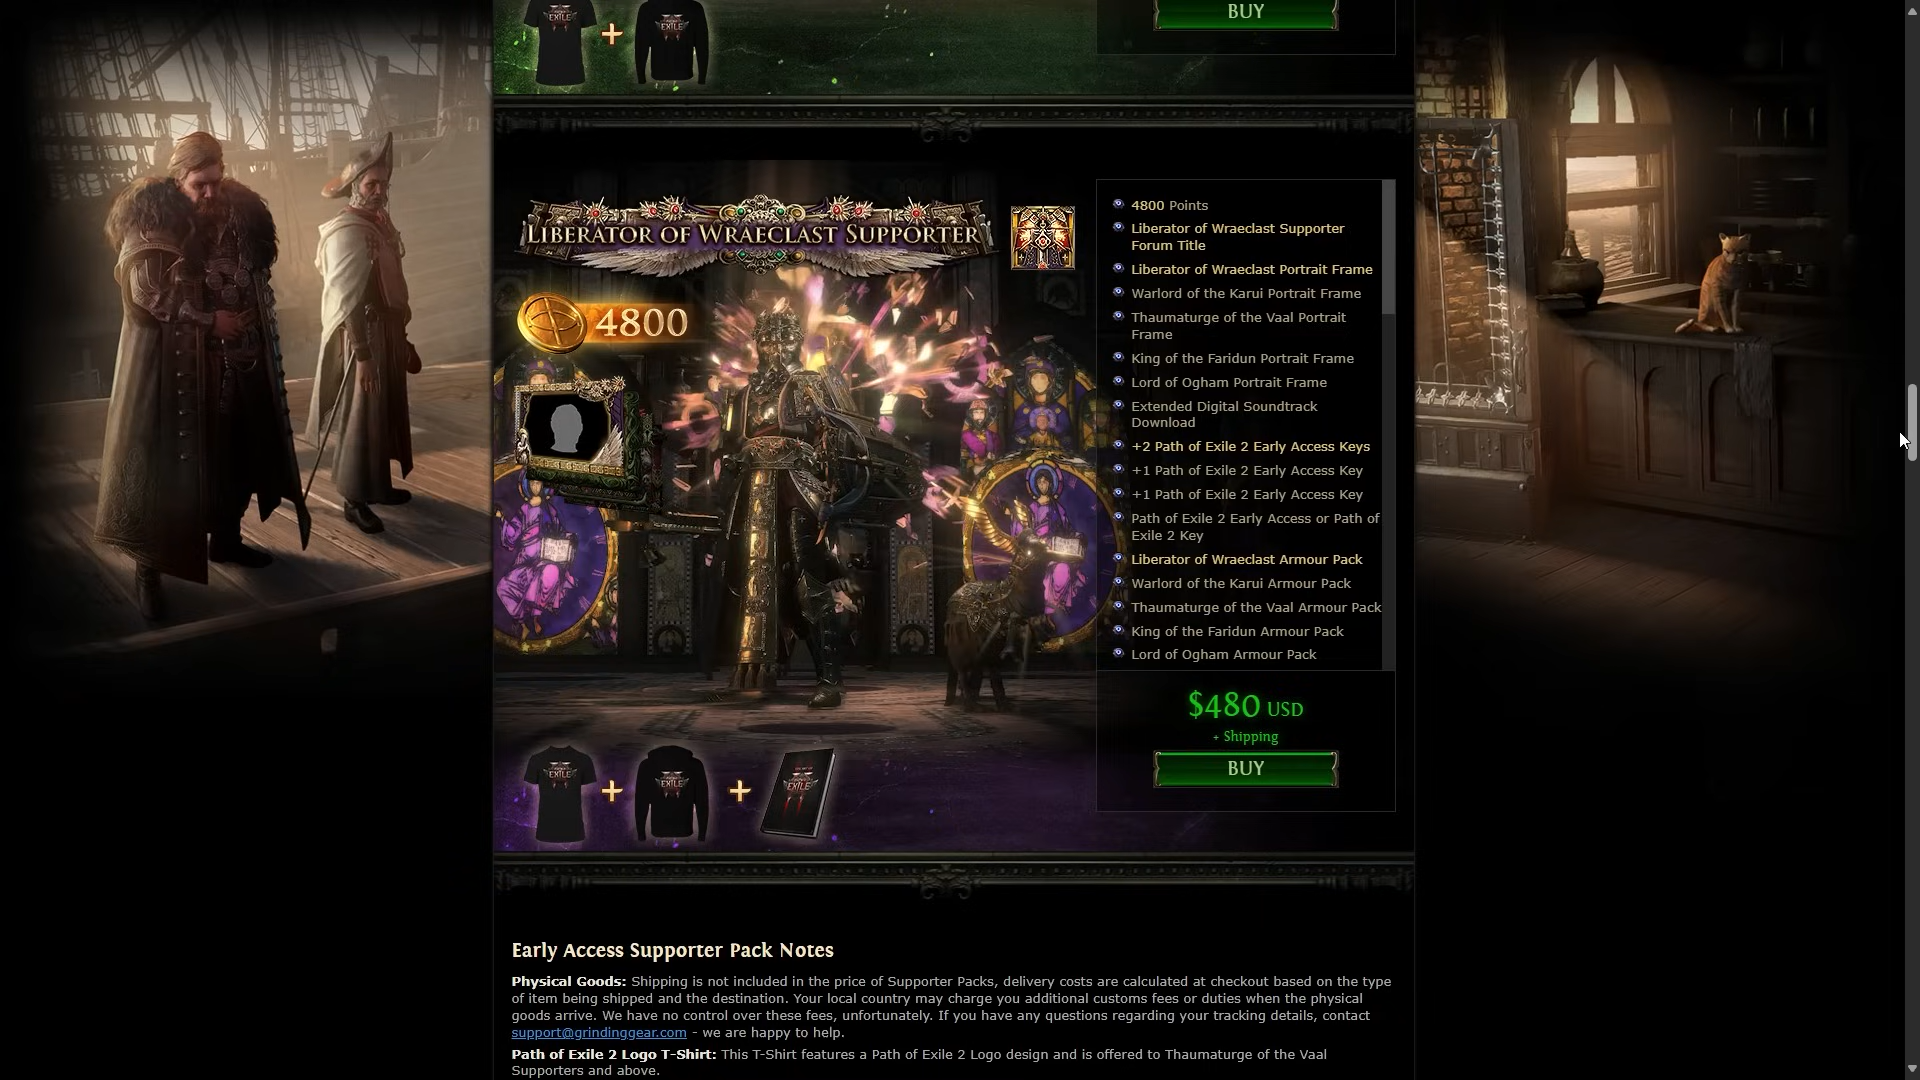 EXILE
+
EXILE
BUY
LIBERATOR OF WRAECLAST SUPPORTER
4800
4800 Points
Liberator of Wraeclast Supporter
Forum Title
Liberator of Wraeclast Portrait Frame
Warlord of the Karui Portrait Frame
Thaumaturge of the Vaal Portrait
Frame
King of the Faridun Portrait Frame
Lord of Ogham Portrait Frame
Extended Digital Soundtrack
Download
+2 Path of Exile 2 Early Access Keys
+1 Path of Exile 2 Early Access Key
+1 Path of Exile 2 Early Access Key
Path of Exile 2 Early Access or Path of
Exile 2 Key
Liberator of Wraeclast Armour Pack
Warlord of the Karui Armour Pack
Thaumaturge of the Vaal Armour Pack
King of the Faridun Armour Pack
Lord of Ogham Armour Pack
$480 USD
+ Shipping
BUY
EXILE
+
EXILE
+
EXILE
Early Access Supporter Pack Notes
Physical Goods: Shipping is not included in the price of Supporter Packs, delivery costs are calculated at checkout based on the type
of item being shipped and the destination. Your local country may charge you additional customs fees or duties when the physical
goods arrive. We have no control over these fees, unfortunately. If you have any questions regarding your tracking details, contact
support@grindinggear.com - we are happy to help.
Path of Exile 2 Logo T-Shirt: This T-Shirt features a Path of Exile 2 Logo design and is offered to Thaumaturge of the Vaal
Supporters and above.